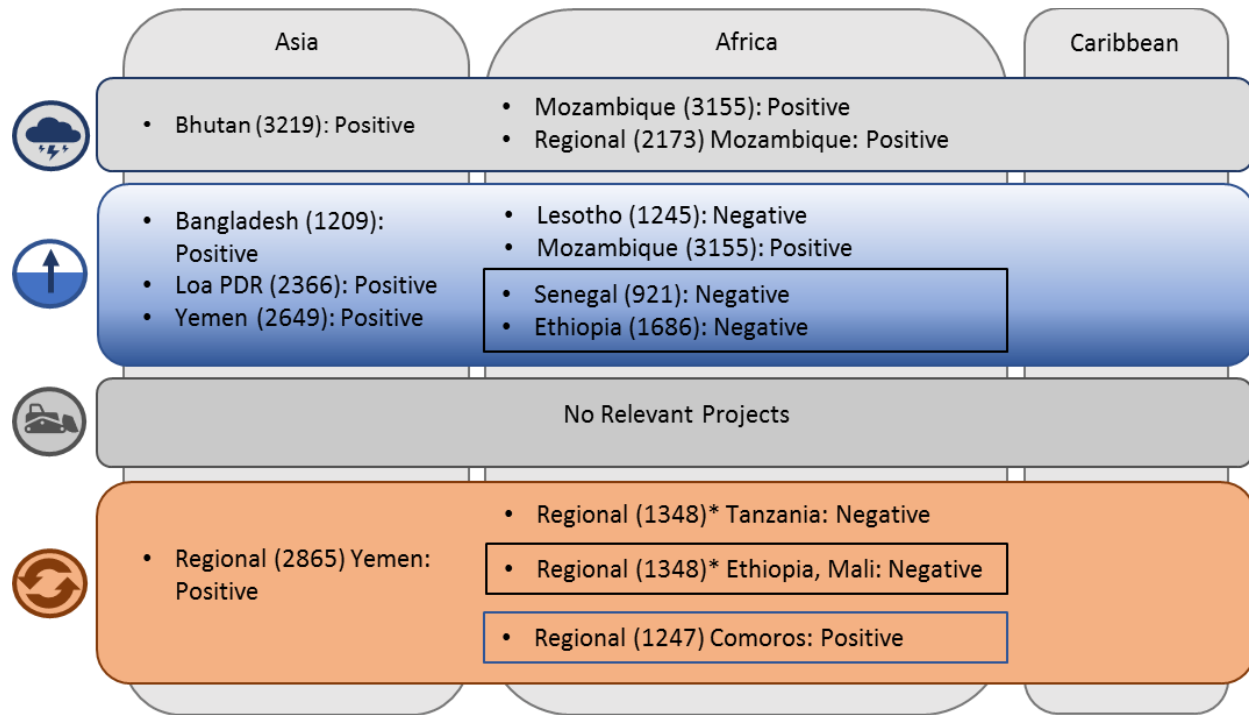 Asia
Africa
Caribbean
• Bhutan (3219): Positive
• Mozambique (3155): Positive
• Regional (2173) Mozambique: Positive
• Bangladesh (1209):
Positive
• Loa PDR (2366): Positive
• Yemen (2649): Positive
• Lesotho (1245): Negative
• Mozambique (3155): Positive
• Senegal (921): Negative
• Ethiopia (1686): Negative
No Relevant Projects
• Regional (2865) Yemen:
Positive
• Regional (1348)* Tanzania: Negative
• Regional (1348)* Ethiopia, Mali: Negative
• Regional (1247) Comoros: Positive